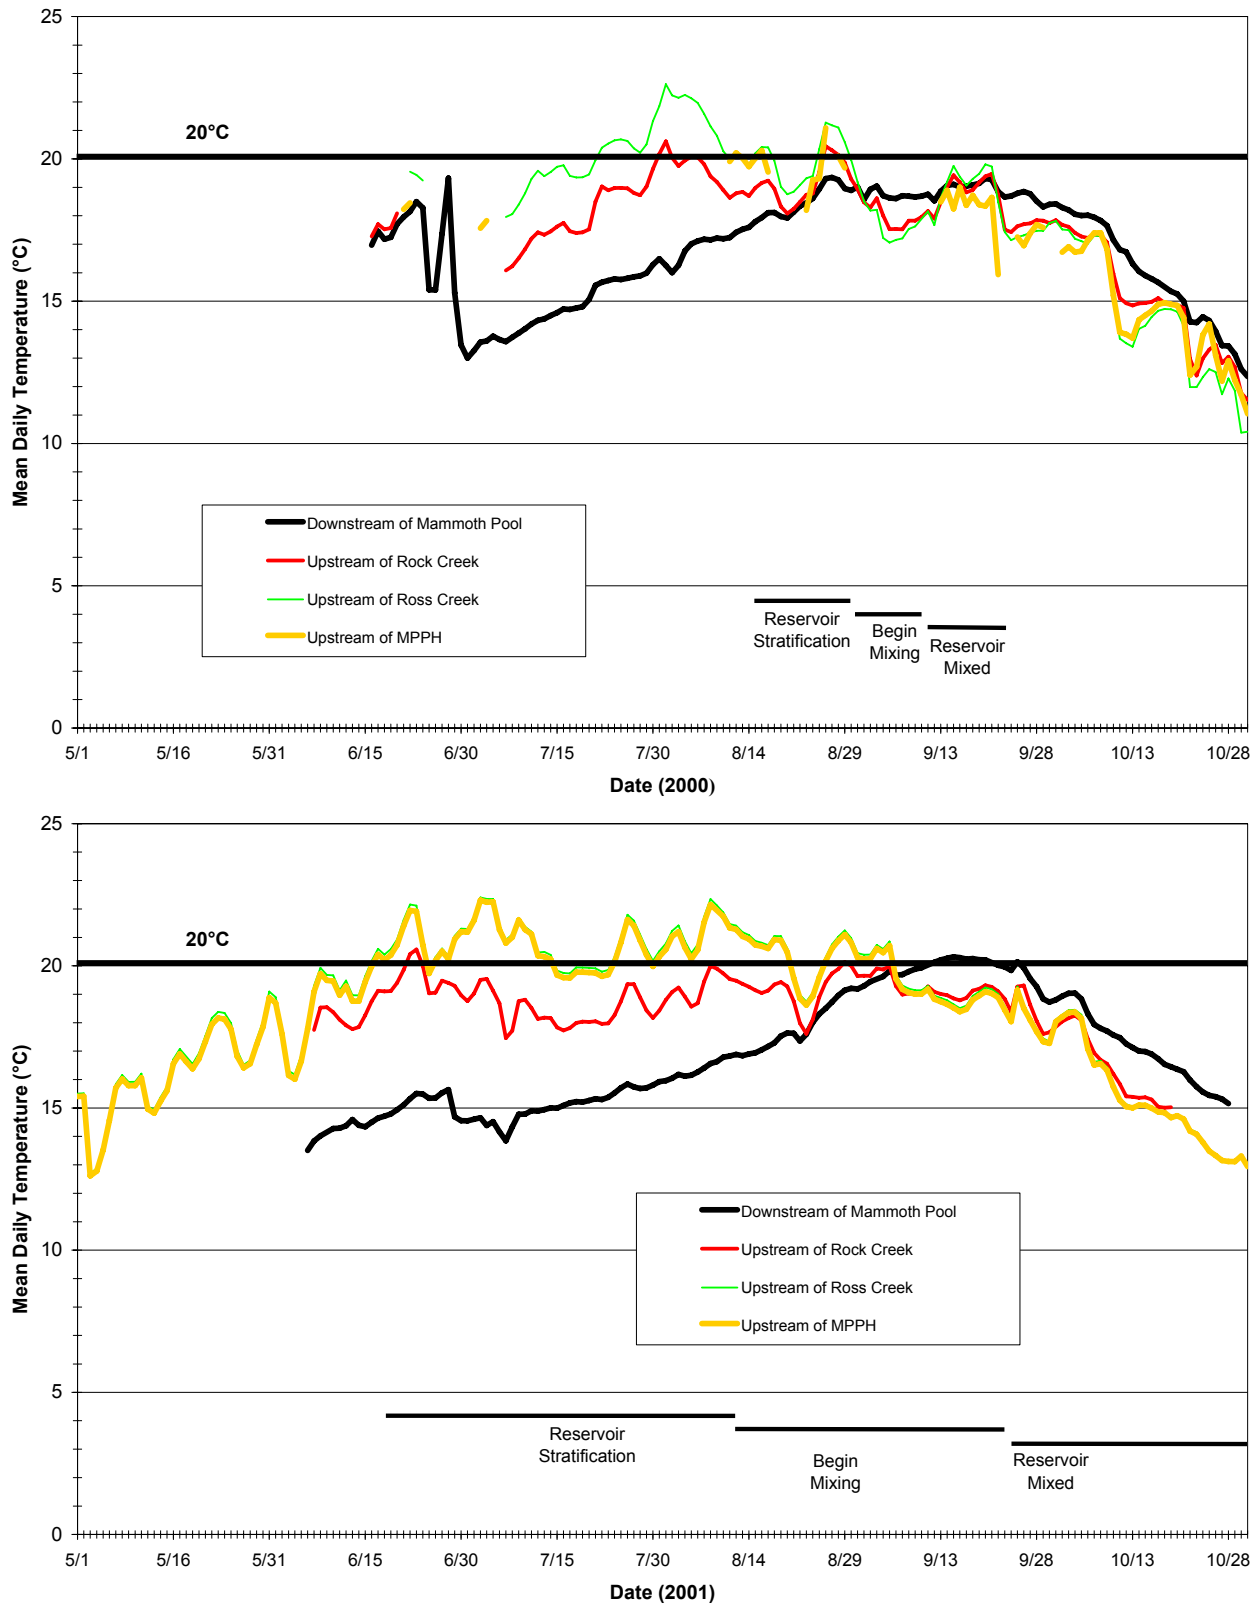 25
20
15
10
5
0
Mean Daily Temperature (°C)
20°C
Downstream of Mammoth Pool
Upstream of Rock Creek
Upstream of Ross Creek
Upstream of MPPH
Reservoir
Stratification
Begin
Mixing
Reservoir
Mixed
5/1 5/16 5/31 6/15 6/30 7/15 7/30 8/14 8/29 9/13 9/28 10/13 10/28
Date (2000)
25
20
15
10
5
0
Mean Daily Temperature (°C)
20°C
Downstream of Mammoth Pool
Upstream of Rock Creek
Upstream of Ross Creek
Upstream of MPPH
Reservoir
Stratification
Begin
Mixing
Reservoir
Mixed
5/1 5/16 5/31 6/15 6/30 7/15 7/30 8/14 8/29 9/13 9/28 10/13 10/28
Date (2001)